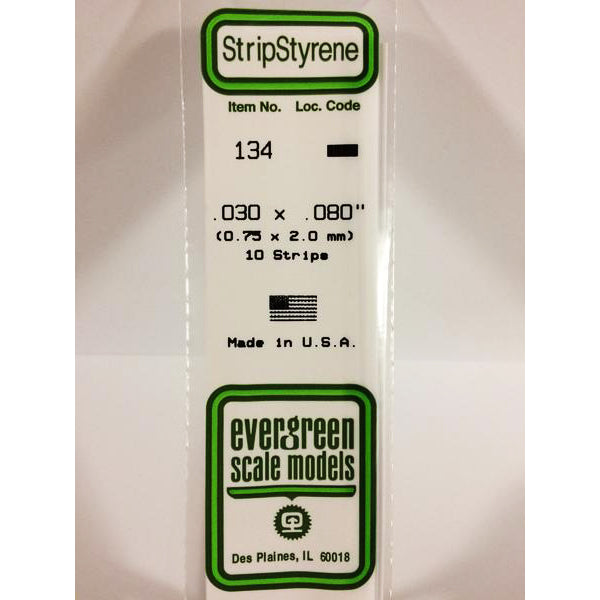 StripStyrene
Item No. Loc. Code
134
.030 x .080"
(0.75 x 2.0 mm)
10 Strips
Made in U.S.A.
evergreen
scale models
Des Plaines, IL 60018